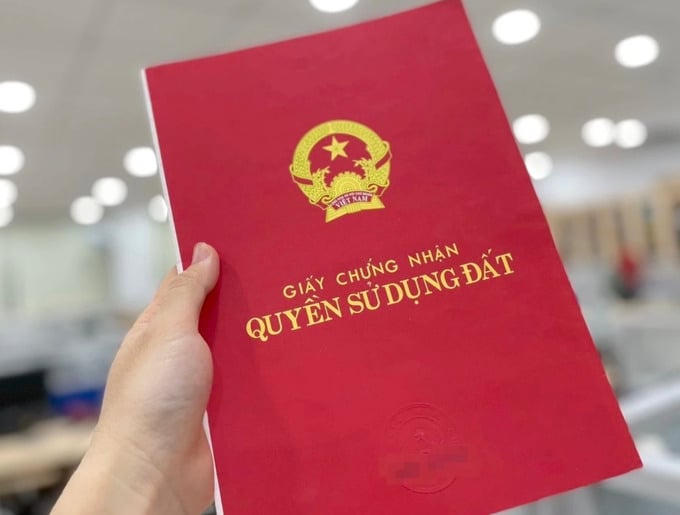 VIỆT NAM
GIẤY CHỨNG NHẬN
QUYỀN SỬ DỤNG ĐẤT